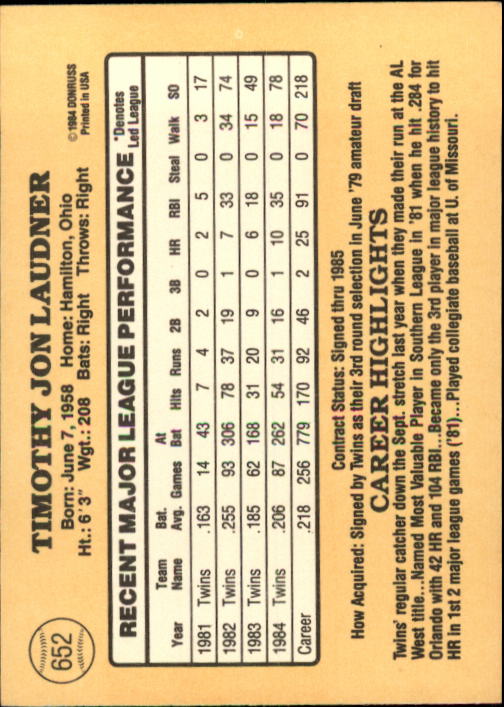 652
TIMOTHY JON LAUDNER
©1984 DONRUSS
Printed in USA
Born: June 7, 1958 Home: Hamilton, Ohio
Ht.: 6'3" Wgt.: 208 Bats: Right Throws: Right
RECENT MAJOR LEAGUE PERFORMANCE *Denotes Led League
Year Team Name Bat. Avg. Games At Bat Hits Runs 2B 3B HR RBI Steal Walk SO
1981 Twins .163 14 43 7 4 2 0 2 5 0 3 17
1982 Twins .255 93 306 78 37 19 1 7 33 0 34 74
1983 Twins .185 62 168 31 20 9 0 6 18 0 15 49
1984 Twins .206 87 262 54 31 16 1 10 35 0 18 78
Career .218 256 779 170 92 46 2 25 91 0 70 218
Contract Status: Signed thru 1985
How Acquired: Signed by Twins as their 3rd round selection in June '79 amateur draft
CAREER HIGHLIGHTS
Twins' regular catcher down the Sept. stretch last year when they made their run at the AL
West title...Named Most Valuable Player in Southern League in '81 when he hit .284 for
Orlando with 42 HR and 104 RBI...Became only the 3rd player in major league history to hit
HR in 1st 2 major league games ('81)...Played collegiate baseball at U. of Missouri.